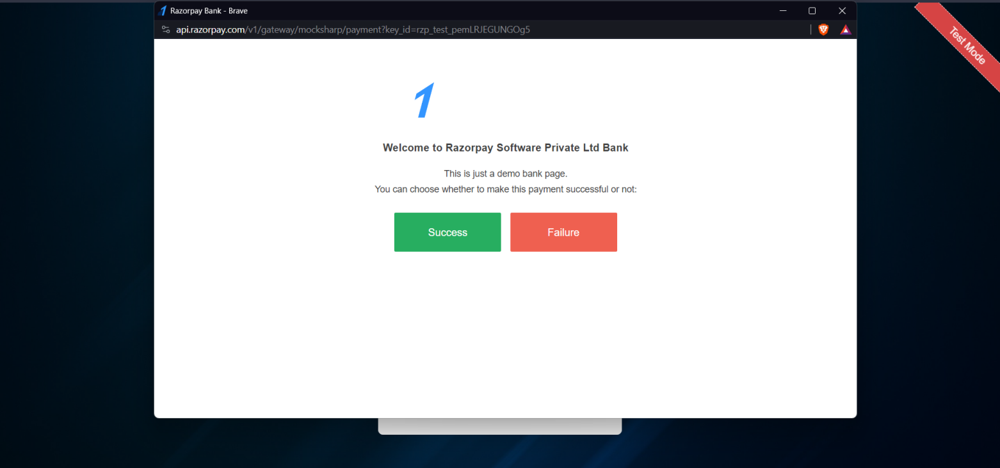 Razorpay Bank - Brave
api.razorpay.com/v1/gateway/mocksharp/payment?key_id=rzp_test_pemLRJEGUNGOg5
Test Mode
Welcome to Razorpay Software Private Ltd Bank
This is just a demo bank page.
You can choose whether to make this payment successful or not:
Success
Failure